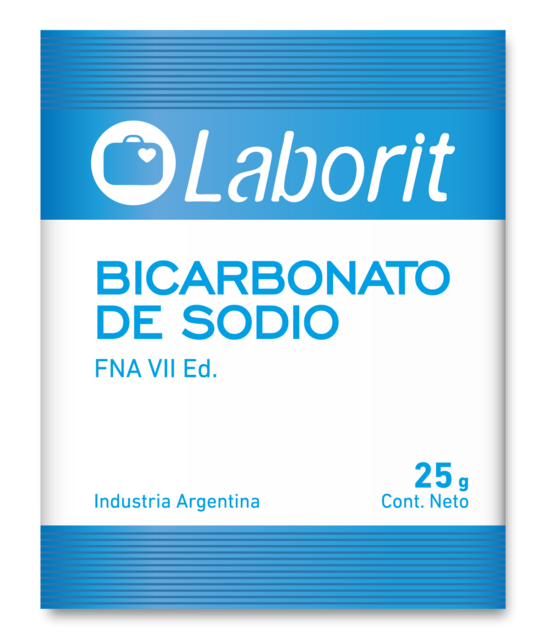 Laborit
BICARBONATO
DE SODIO
FNA VII Ed.
25 g
Industria Argentina Cont. Neto